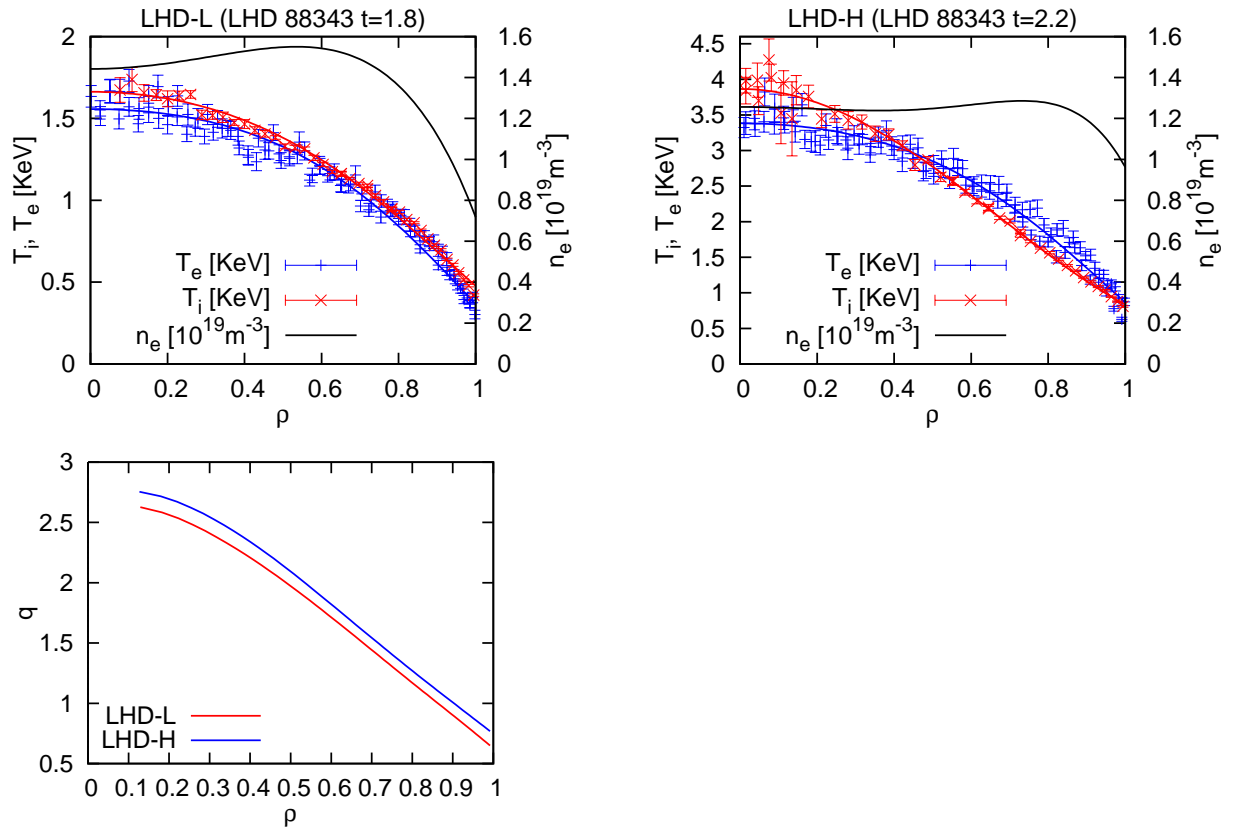 LHD-L (LHD 88343 t=1.8)
2
1.5
1
0.5
0
T_i, T_e [KeV]
1.6
1.4
1.2
1
0.8
0.6
0.4
0.2
0
n_e [10^19m^-3]
T_e [KeV]
T_i [KeV]
n_e [10^19m^-3]
0 0.2 0.4 0.6 0.8 1
ρ
LHD-H (LHD 88343 t=2.2)
4.5
4
3.5
3
2.5
2
1.5
1
0.5
0
T_i, T_e [KeV]
1.6
1.4
1.2
1
0.8
0.6
0.4
0.2
0
n_e [10^19m^-3]
T_e [KeV]
T_i [KeV]
n_e [10^19m^-3]
0 0.2 0.4 0.6 0.8 1
ρ
3
2.5
2
1.5
1
0.5
q
LHD-L
LHD-H
0 0.1 0.2 0.3 0.4 0.5 0.6 0.7 0.8 0.9 1
ρ